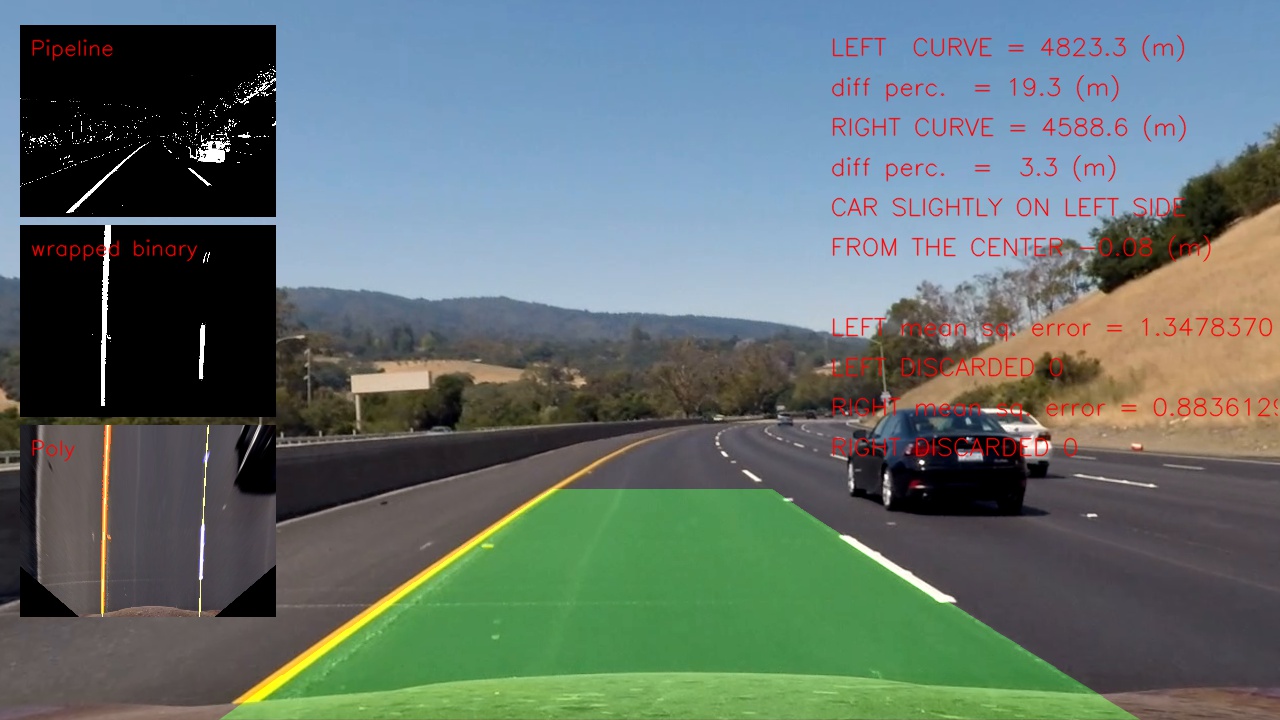 Pipeline
wrapped binary
Poly
LEFT CURVE = 4823.3 (m)
diff perc. = 19.3 (m)
RIGHT CURVE = 4588.6 (m)
diff perc. = 3.3 (m)
CAR SLIGHTLY ON LEFT SIDE
FROM THE CENTER -0.08 (m)
LEFT mean sq. error = 1.3478370
LEFT DISCARDED 0
RIGHT mean sq. error = 0.8836129
RIGHT DISCARDED 0